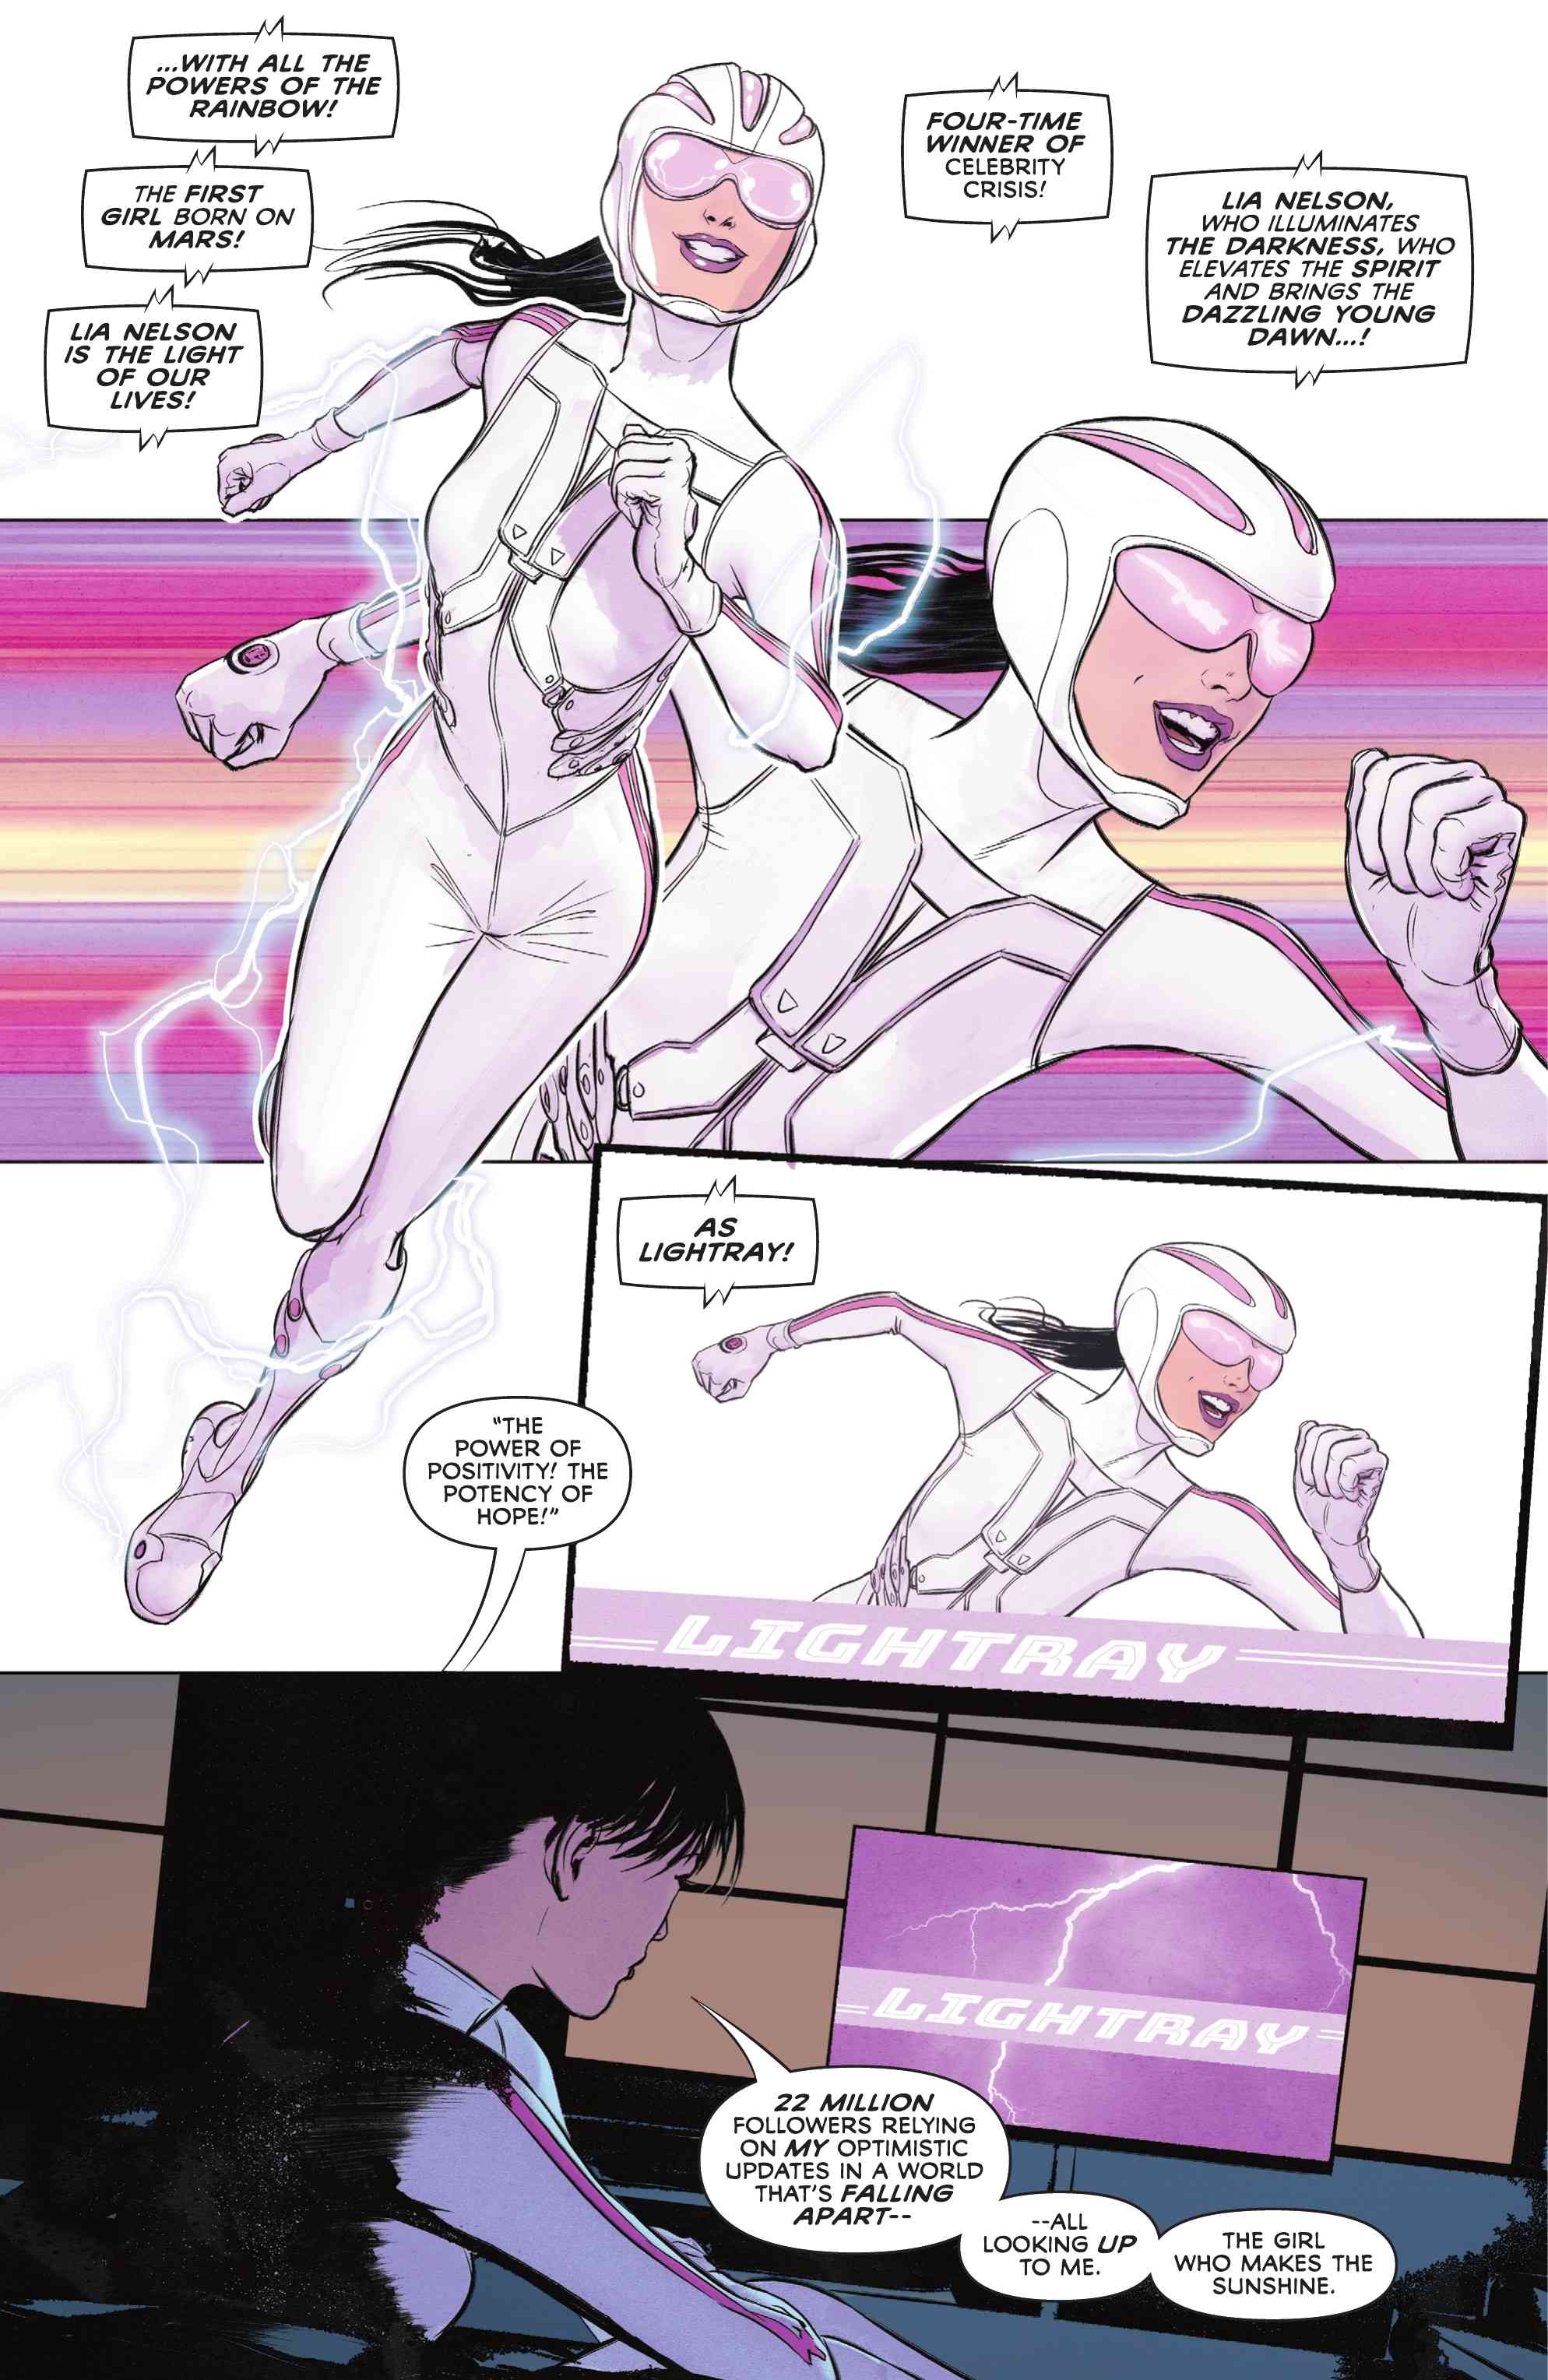 ...WITH ALL THE
POWERS OF THE
RAINBOW!
THE FIRST
GIRL BORN ON
MARS!
LIA NELSON
IS THE LIGHT
OF OUR
LIVES!
FOUR-TIME
WINNER OF
CELEBRITY
CRISIS!
LIA NELSON,
WHO ILLUMINATES
THE DARKNESS, WHO
ELEVATES THE SPIRIT
AND BRINGS THE
DAZZLING YOUNG
DAWN...!
AS
LIGHTRAY!
LIGHTRAY
“THE
POWER OF
POSITIVITY! THE
POTENCY OF
HOPE!”
LIGHTRAY
22 MILLION
FOLLOWERS RELYING
ON MY OPTIMISTIC
UPDATES IN A WORLD
THAT'S FALLING
APART--
--ALL
LOOKING UP
TO ME.
THE GIRL
WHO MAKES THE
SUNSHINE.